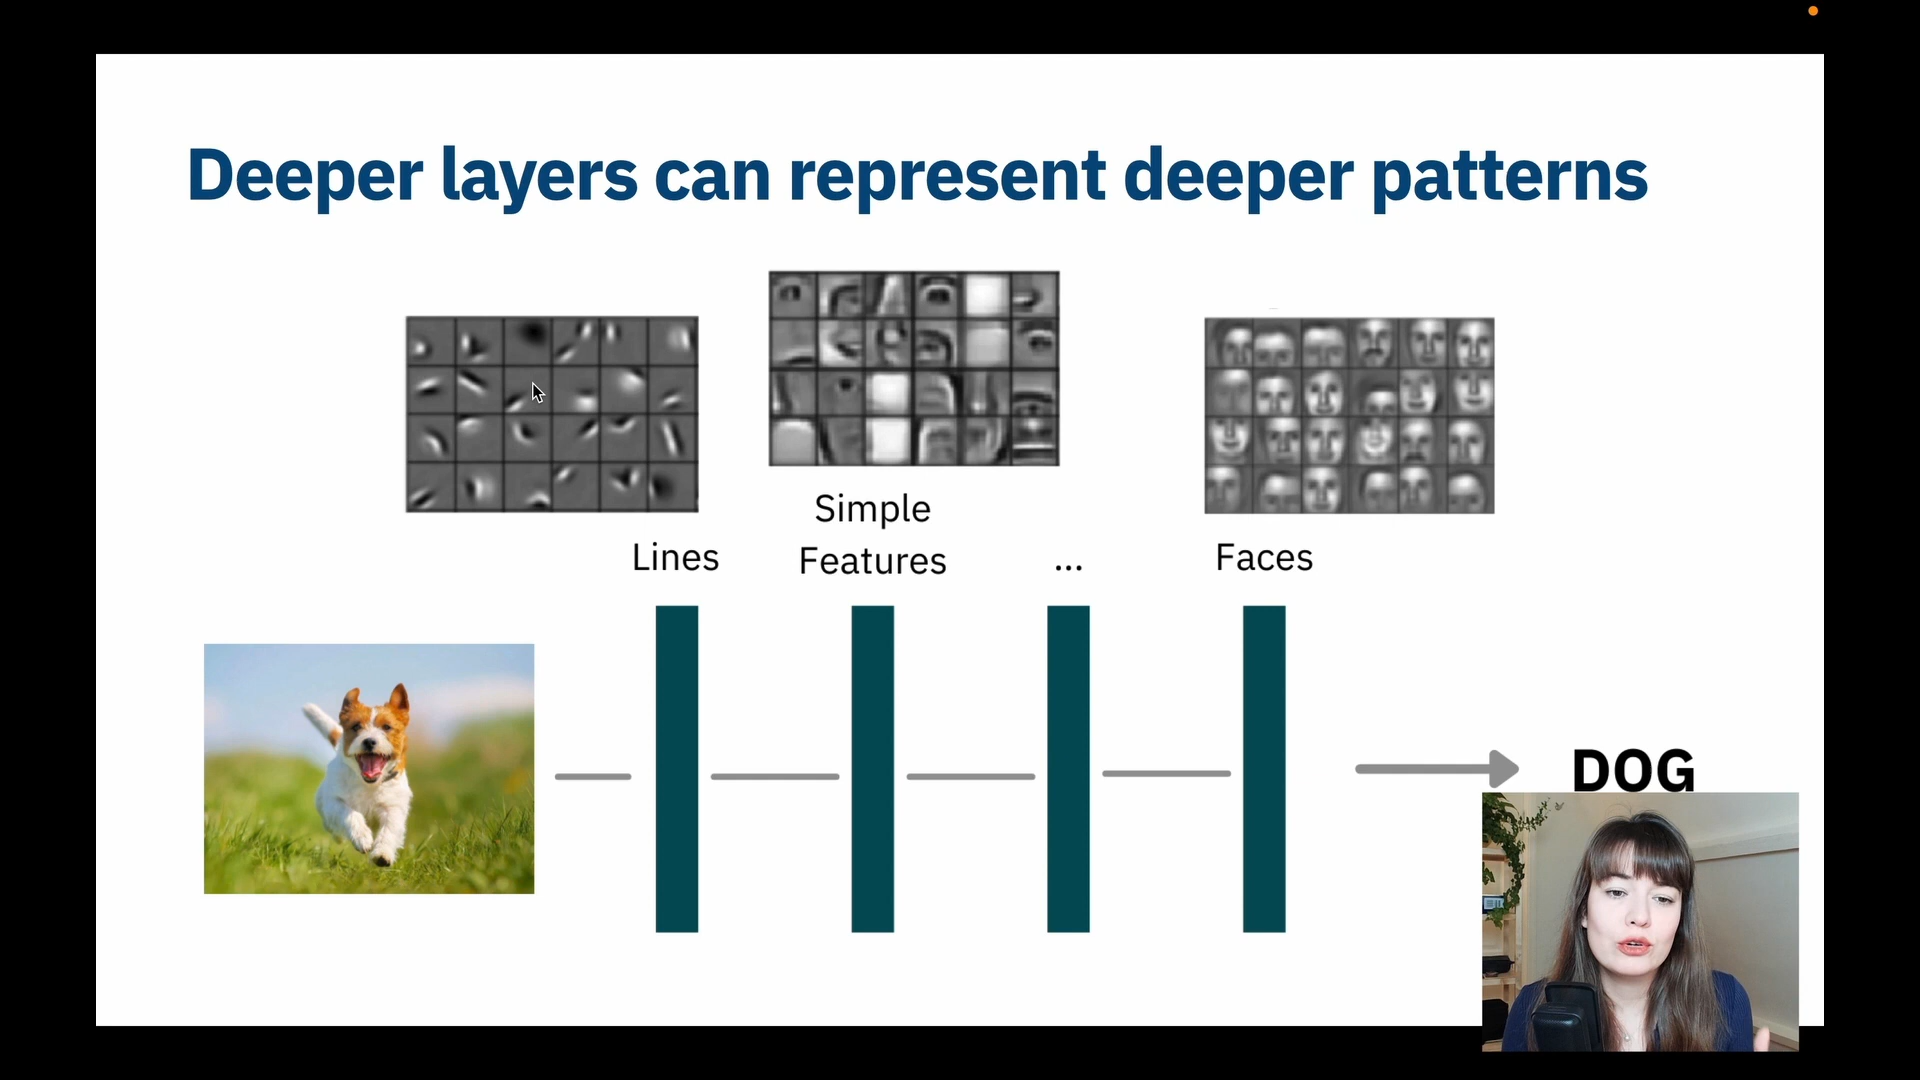 Deeper layers can represent deeper patterns
Simple
Lines
Features
...
Faces
DOG